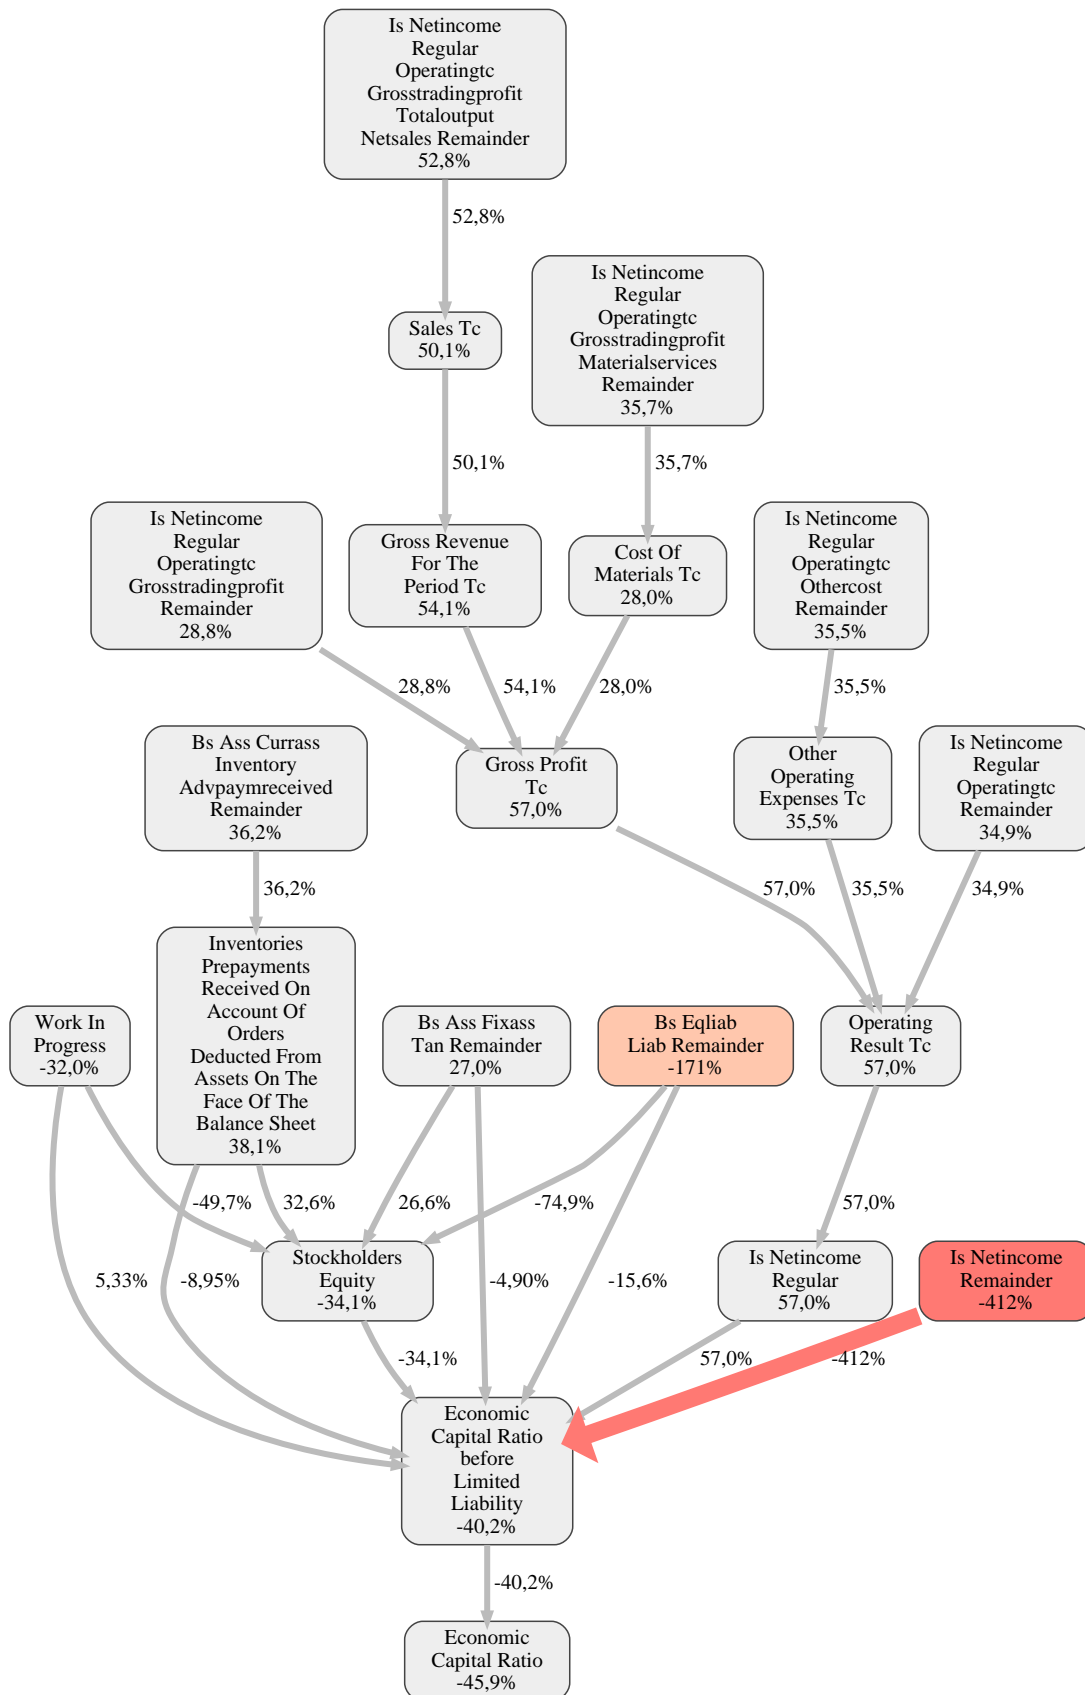 Is Netincome
Regular
Operatingtc
Grosstradingprofit
Totaloutput
Netsales Remainder
52,8%
52,8%
Is Netincome
Regular
Operatingtc
Grosstradingprofit
Materialservices
Remainder
35,7%
Sales Tc
50,1%
50,1%
35,7%
Is Netincome
Regular
Operatingtc
Grosstradingprofit
Remainder
28,8%
Gross Revenue
For The
Period Tc
54,1%
Cost Of
Materials Tc
28,0%
Is Netincome
Regular
Operatingtc
Othercost
Remainder
35,5%
28,8%
54,1%
28,0%
35,5%
Bs Ass Currass
Inventory
Advpaymreceived
Remainder
36,2%
Gross Profit
Tc
57,0%
Other
Operating
Expenses Tc
35,5%
Is Netincome
Regular
Operatingtc
Remainder
34,9%
36,2%
57,0%
35,5%
34,9%
Work In
Progress
-32,0%
Inventories
Prepayments
Received On
Account Of
Orders
Deducted From
Assets On The
Face Of The
Balance Sheet
38,1%
Bs Ass Fixass
Tan Remainder
27,0%
Bs Eqliab
Liab Remainder
-171%
Operating
Result Tc
57,0%
-49,7%
32,6%
26,6%
-74,9%
57,0%
5,33%
-8,95%
Stockholders
Equity
-34,1%
-4,90%
-15,6%
Is Netincome
Regular
57,0%
Is Netincome
Remainder
-412%
-34,1%
57,0%
-412%
Economic
Capital Ratio
before
Limited
Liability
-40,2%
-40,2%
Economic
Capital Ratio
-45,9%